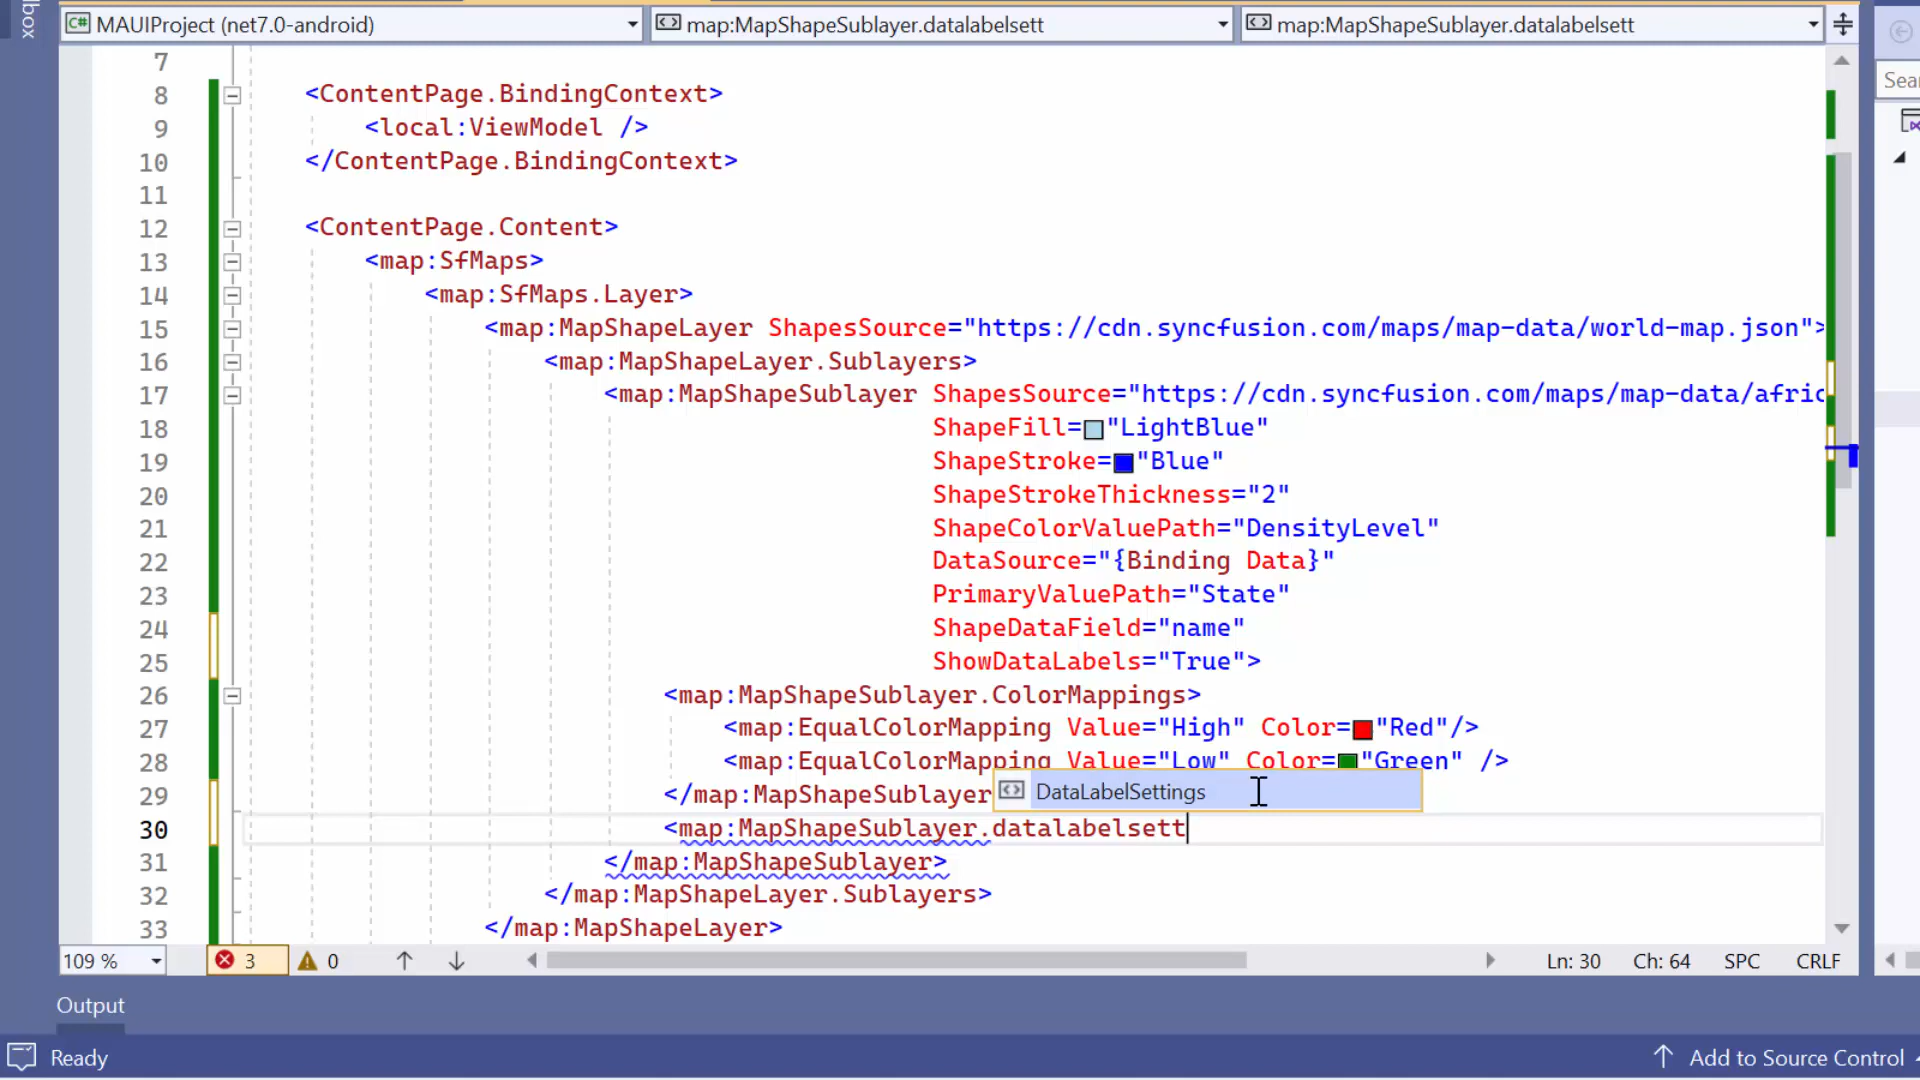 lbox
MAUIProject (net7.0-android)
map:MapShapeSublayer.datalabelsett
map:MapShapeSublayer.datalabelsett
Sea
7
8 <ContentPage.BindingContext>
9 <local:ViewModel />
10 </ContentPage.BindingContext>
11
12 <ContentPage.Content>
13 <map:SfMaps>
14 <map:SfMaps.Layer>
15 <map:MapShapeLayer ShapesSource="https://cdn.syncfusion.com/maps/map-data/world-map.json">
16 <map:MapShapeLayer.Sublayers>
17 <map:MapShapeSublayer ShapesSource="https://cdn.syncfusion.com/maps/map-data/afric
18 ShapeFill="LightBlue"
19 ShapeStroke="Blue"
20 ShapeStrokeThickness="2"
21 ShapeColorValuePath="DensityLevel"
22 DataSource="{Binding Data}"
23 PrimaryValuePath="State"
24 ShapeDataField="name"
25 ShowDataLabels="True">
26 <map:MapShapeSublayer.ColorMappings>
27 <map:EqualColorMapping Value="High" Color="Red"/>
28 <map:EqualColorMapping Value="Low" Color="Green" />
29 </map:MapShapeSublayer
DataLabelSettings
30 <map:MapShapeSublayer.datalabelsett
31 </map:MapShapeSublayer>
32 </map:MapShapeLayer.Sublayers>
33 </map:MapShapeLayer>
109 % 3 0 Ln: 30 Ch: 64 SPC CRLF
Output
Ready
Add to Source Control